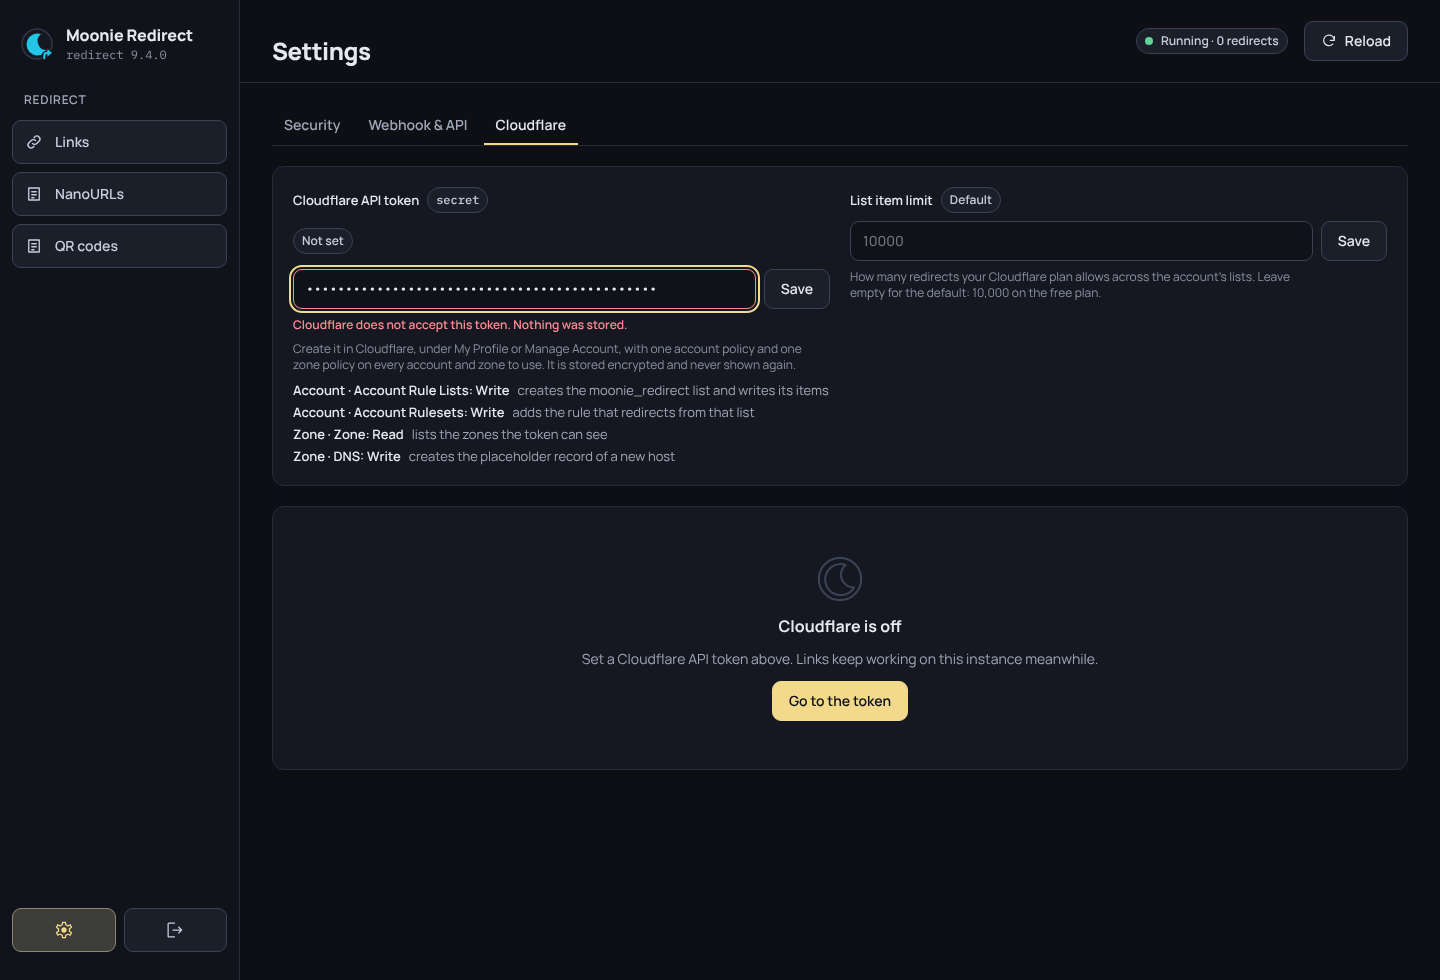 Moonie Redirect
redirect 9.4.0
REDIRECT
Links
NanoURLs
QR codes
Settings
Running · 0 redirects
Reload
Security
Webhook & API
Cloudflare
Cloudflare API token
secret
Not set
Save
Cloudflare does not accept this token. Nothing was stored.
Create it in Cloudflare, under My Profile or Manage Account, with one account policy and one
zone policy on every account and zone to use. It is stored encrypted and never shown again.
Account · Account Rule Lists: Write creates the moonie_redirect list and writes its items
Account · Account Rulesets: Write adds the rule that redirects from that list
Zone · Zone: Read lists the zones the token can see
Zone · DNS: Write creates the placeholder record of a new host
List item limit
Default
10000
Save
How many redirects your Cloudflare plan allows across the account's lists. Leave
empty for the default: 10,000 on the free plan.
Cloudflare is off
Set a Cloudflare API token above. Links keep working on this instance meanwhile.
Go to the token